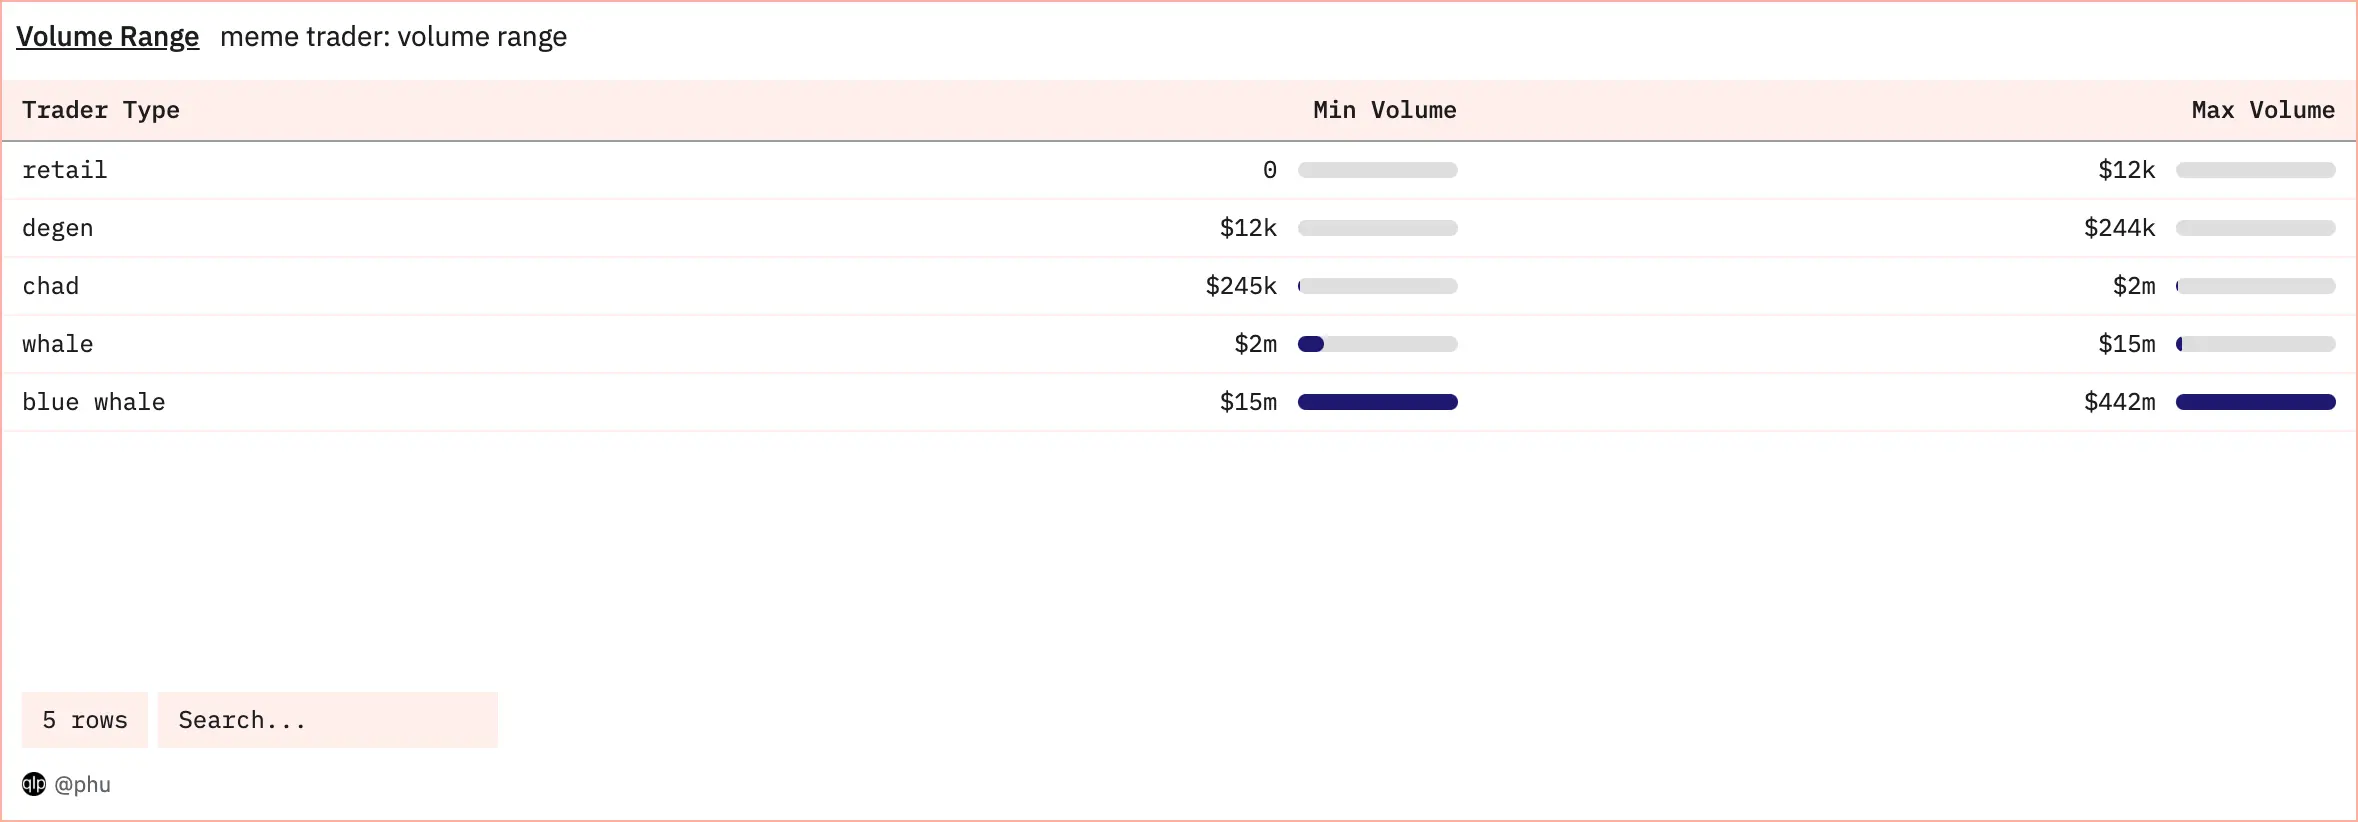 Volume Range meme trader: volume range
Trader Type Min Volume Max Volume
retail 0 $12k
degen $12k $244k
chad $245k $2m
whale $2m $15m
blue whale $15m $442m
5 rows Search...
qlp @phu